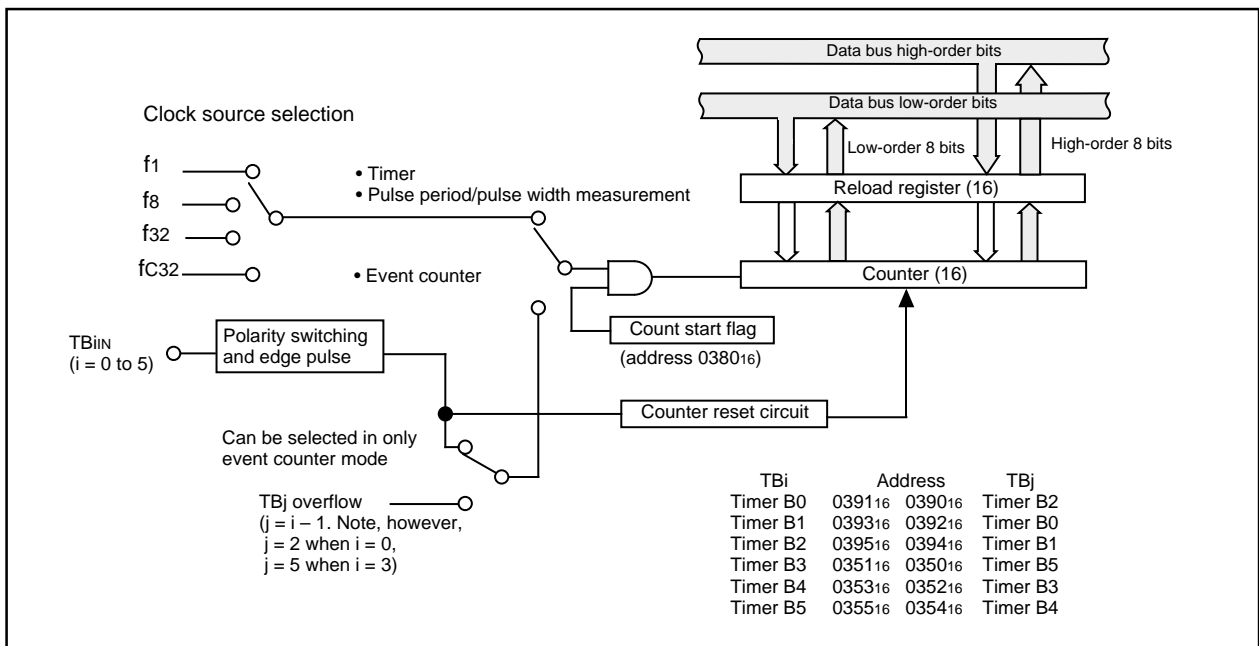 Data bus high-order bits
Data bus low-order bits
Clock source selection
Low-order 8 bits
High-order 8 bits
f1
• Timer
• Pulse period/pulse width measurement
Reload register (16)
f8
f32
fC32
• Event counter
Counter (16)
TBiIN
(i = 0 to 5)
Polarity switching
and edge pulse
Count start flag
(address 038016)
Counter reset circuit
Can be selected in only
event counter mode
TBj overflow
(j = i – 1. Note, however,
j = 2 when i = 0,
j = 5 when i = 3)
TBi Address TBj
Timer B0 039116 039016 Timer B2
Timer B1 039316 039216 Timer B0
Timer B2 039516 039416 Timer B1
Timer B3 035116 035016 Timer B5
Timer B4 035316 035216 Timer B3
Timer B5 035516 035416 Timer B4